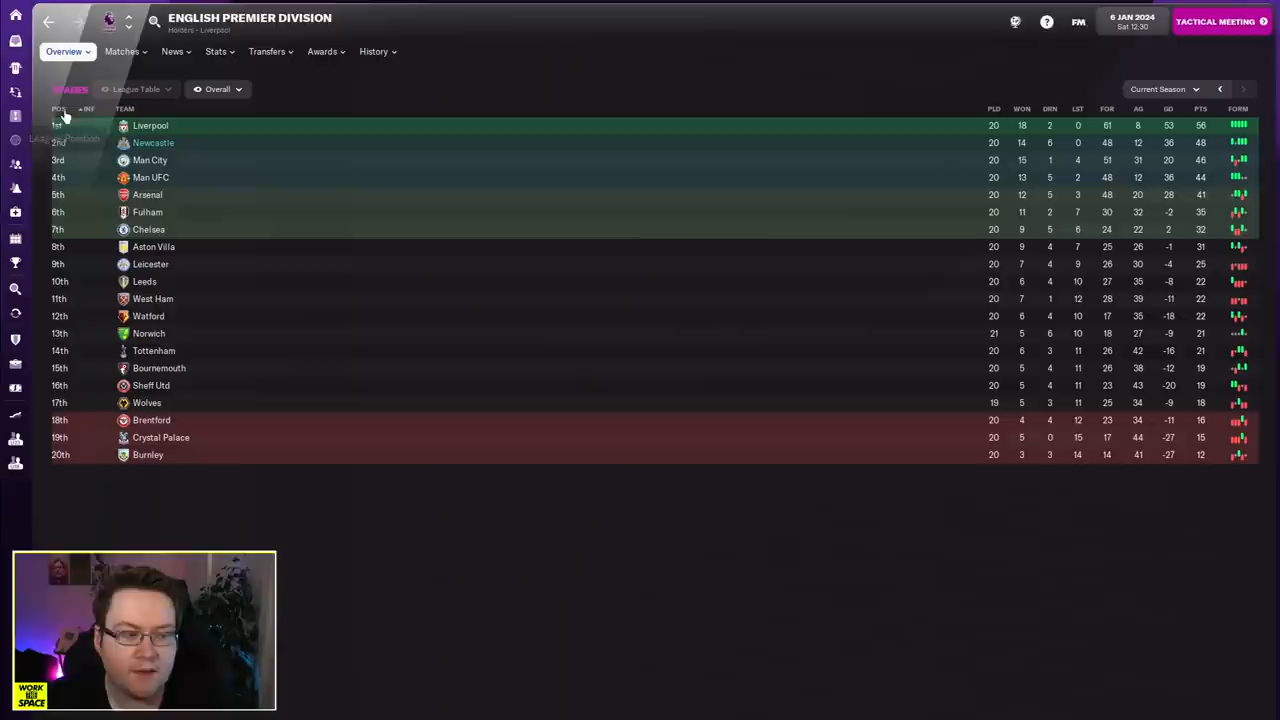 ENGLISH PREMIER DIVISION
Holders - Liverpool
FM
6 JAN 2024
Sat 12:30
TACTICAL MEETING
Overview Matches News Stats Transfers Awards History
STAGES League Table Overall Current Season
POS INF TEAM PLD WON DRN LST FOR AG GD PTS FORM
1st Liverpool 20 18 2 0 61 8 53 56
2nd Newcastle 20 14 6 0 48 12 36 48
3rd Man City 20 15 1 4 51 31 20 46
4th Man UFC 20 13 5 2 48 12 36 44
5th Arsenal 20 12 5 3 48 20 28 41
6th Fulham 20 11 2 7 30 32 -2 35
7th Chelsea 20 9 5 6 24 22 2 32
8th Aston Villa 20 9 4 7 25 26 -1 31
9th Leicester 20 7 4 9 26 30 -4 25
10th Leeds 20 6 4 10 27 35 -8 22
11th West Ham 20 7 1 12 28 39 -11 22
12th Watford 20 6 4 10 17 35 -18 22
13th Norwich 21 5 6 10 18 27 -9 21
14th Tottenham 20 6 3 11 26 42 -16 21
15th Bournemouth 20 5 4 11 26 38 -12 19
16th Sheff Utd 20 5 4 11 23 43 -20 19
17th Wolves 19 5 3 11 25 34 -9 18
18th Brentford 20 4 4 12 23 34 -11 16
19th Crystal Palace 20 5 0 15 17 44 -27 15
20th Burnley 20 3 3 14 14 41 -27 12
League Position
WORK
THE
SPACE